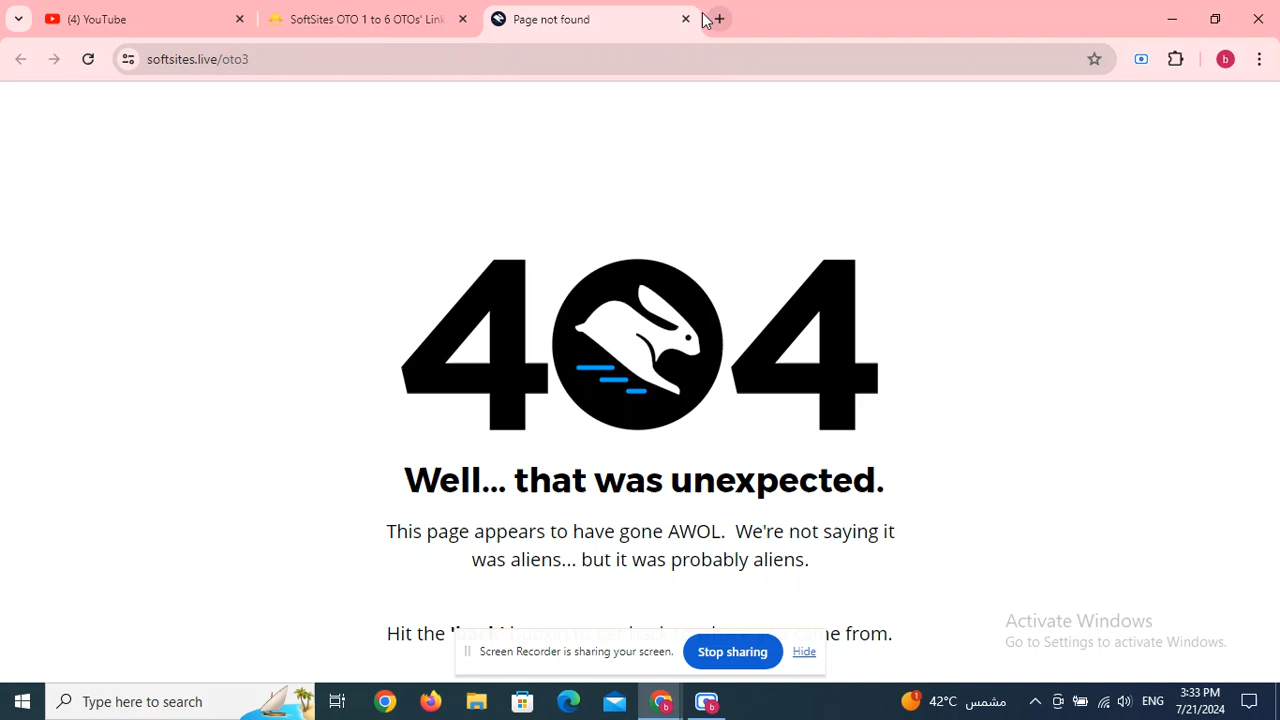 (4) YouTube
SoftSites OTO 1 to 6 OTOs' Link
Page not found
softsites.live/oto3
b
404
Well... that was unexpected.
This page appears to have gone AWOL. We're not saying it
was aliens... but it was probably aliens.
Hit the came from.
Screen Recorder is sharing your screen.
Stop sharing
Hide
Activate Windows
Go to Settings to activate Windows.
Type here to search
b
b
1
42°C مشمس
ENG
3:33 PM
7/21/2024